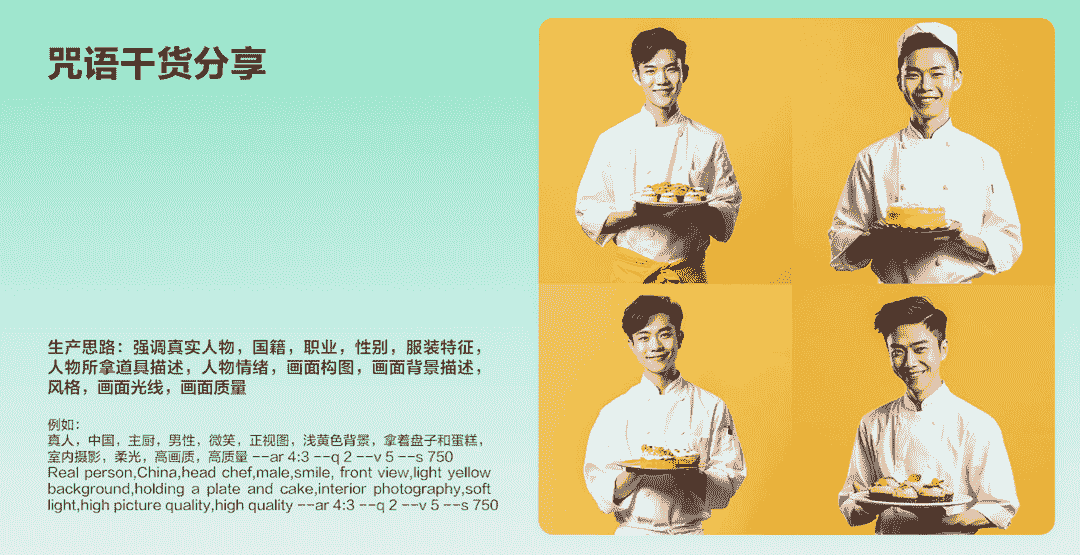 咒语干货分享
生产思路：强调真实人物，国籍，职业，性别，服装特征，
人物所拿道具描述，人物情绪，画面构图，画面背景描述，
风格，画面光线，画面质量
例如：
真人，中国，主厨，男性，微笑，正视图，浅黄色背景，拿着盘子和蛋糕，
室内摄影，柔光，高画质，高质量 --ar 4:3 --q 2 --v 5 --s 750
Real person,China,head chef,male,smile, front view,light yellow
background,holding a plate and cake,interior photography,soft
light,high picture quality,high quality --ar 4:3 --q 2 --v 5 --s 750